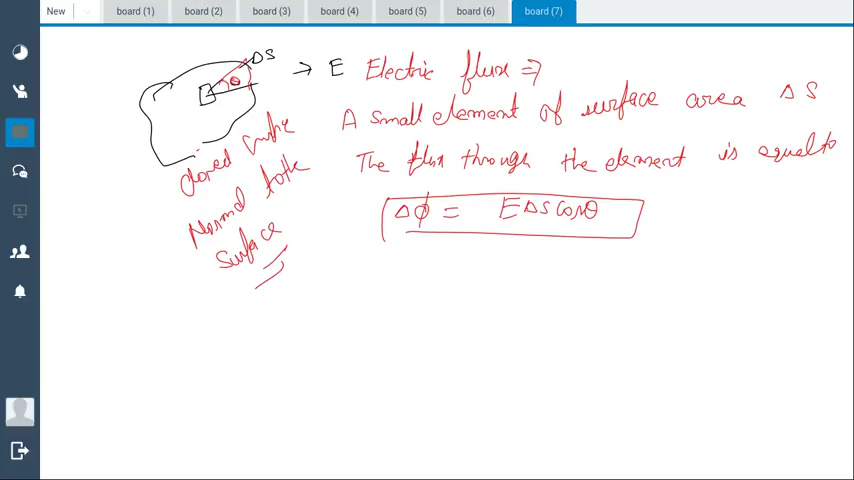 New
board (1)
board (2)
board (3)
board (4)
board (5)
board (6)
board (7)
ΔS
θ
→ E
Electric flux ⇒
A small element of surface area ΔS
The flux through the element is equal to
Δϕ = EΔS cosθ
closed
Normal to the
Surface